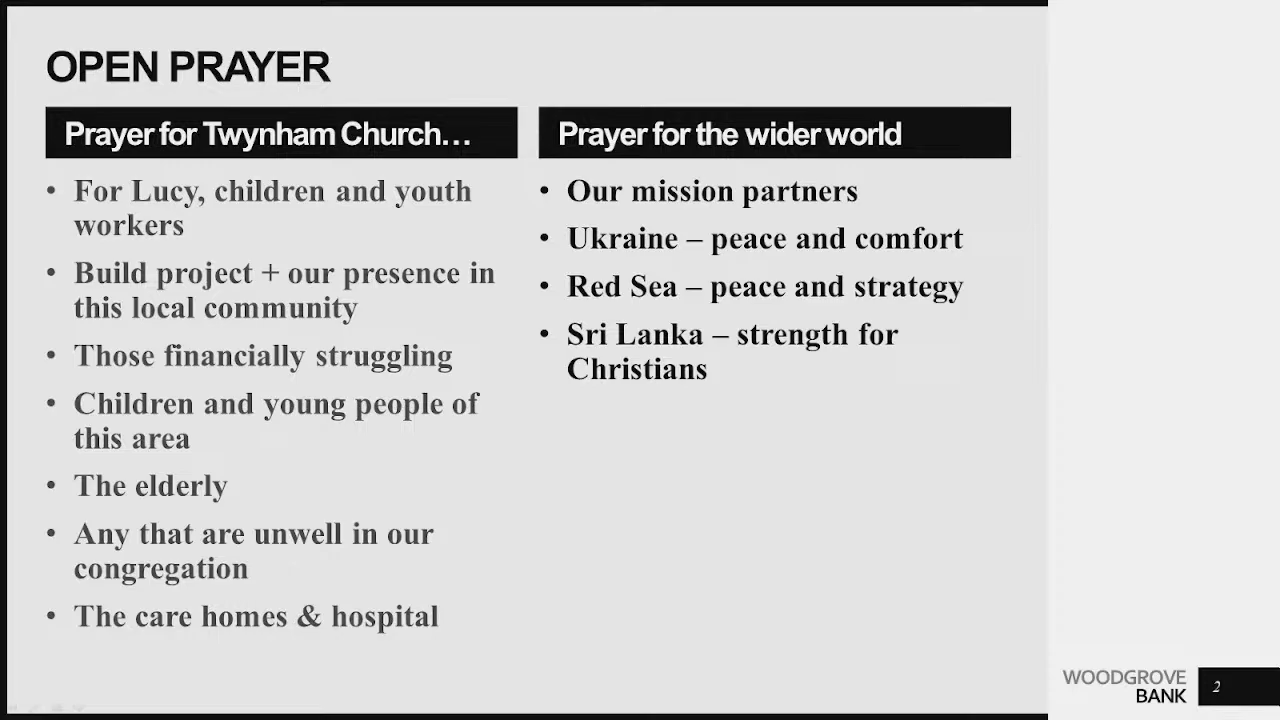 OPEN PRAYER
Prayer for Twynham Church…
• For Lucy, children and youth
workers
• Build project + our presence in
this local community
• Those financially struggling
• Children and young people of
this area
• The elderly
• Any that are unwell in our
congregation
• The care homes & hospital
Prayer for the wider world
• Our mission partners
• Ukraine – peace and comfort
• Red Sea – peace and strategy
• Sri Lanka – strength for
Christians
WOODGROVE
BANK
2